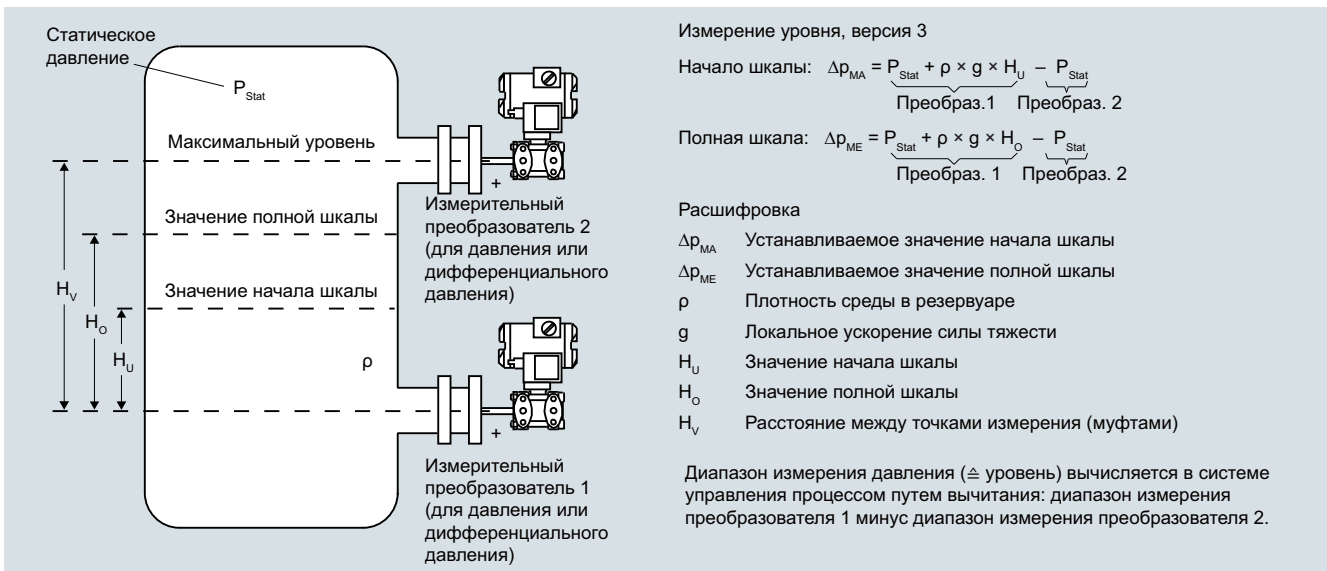 Статическое
давление
P_Stat
Максимальный уровень
Значение полной шкалы
Значение начала шкалы
H_V
H_O
H_U
ρ
+
Измерительный
преобразователь 2
(для давления или
дифференциального
давления)
+
Измерительный
преобразователь 1
(для давления или
дифференциального
давления)
Измерение уровня, версия 3
Начало шкалы: Δp_MA = P_Stat + ρ × g × H_U – P_Stat
Преобраз.1 Преобраз. 2
Полная шкала: Δp_ME = P_Stat + ρ × g × H_O – P_Stat
Преобраз. 1 Преобраз. 2
Расшифровка
Δp_MA Устанавливаемое значение начала шкалы
Δp_ME Устанавливаемое значение полной шкалы
ρ Плотность среды в резервуаре
g Локальное ускорение силы тяжести
H_U Значение начала шкалы
H_O Значение полной шкалы
H_V Расстояние между точками измерения (муфтами)
Диапазон измерения давления (≙ уровень) вычисляется в системе
управления процессом путем вычитания: диапазон измерения
преобразователя 1 минус диапазон измерения преобразователя 2.